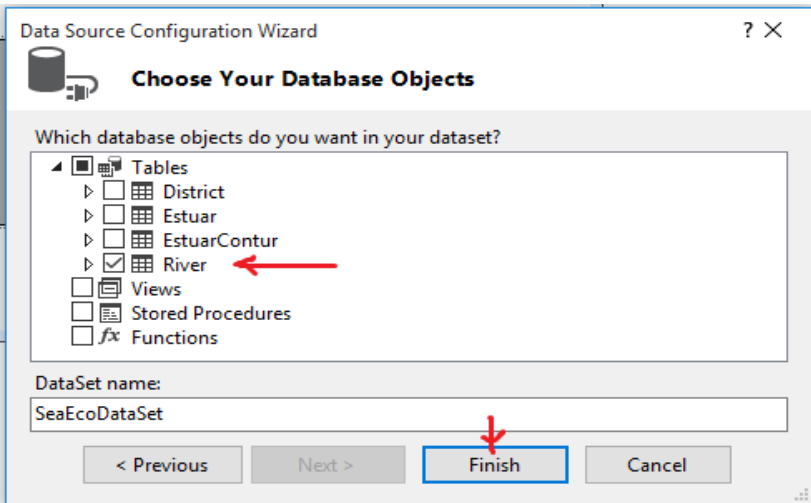 Data Source Configuration Wizard
Choose Your Database Objects
Which database objects do you want in your dataset?
Tables
District
Estuar
EstuarContur
River
Views
Stored Procedures
fx Functions
DataSet name:
SeaEcoDataSet
< Previous Next > Finish Cancel